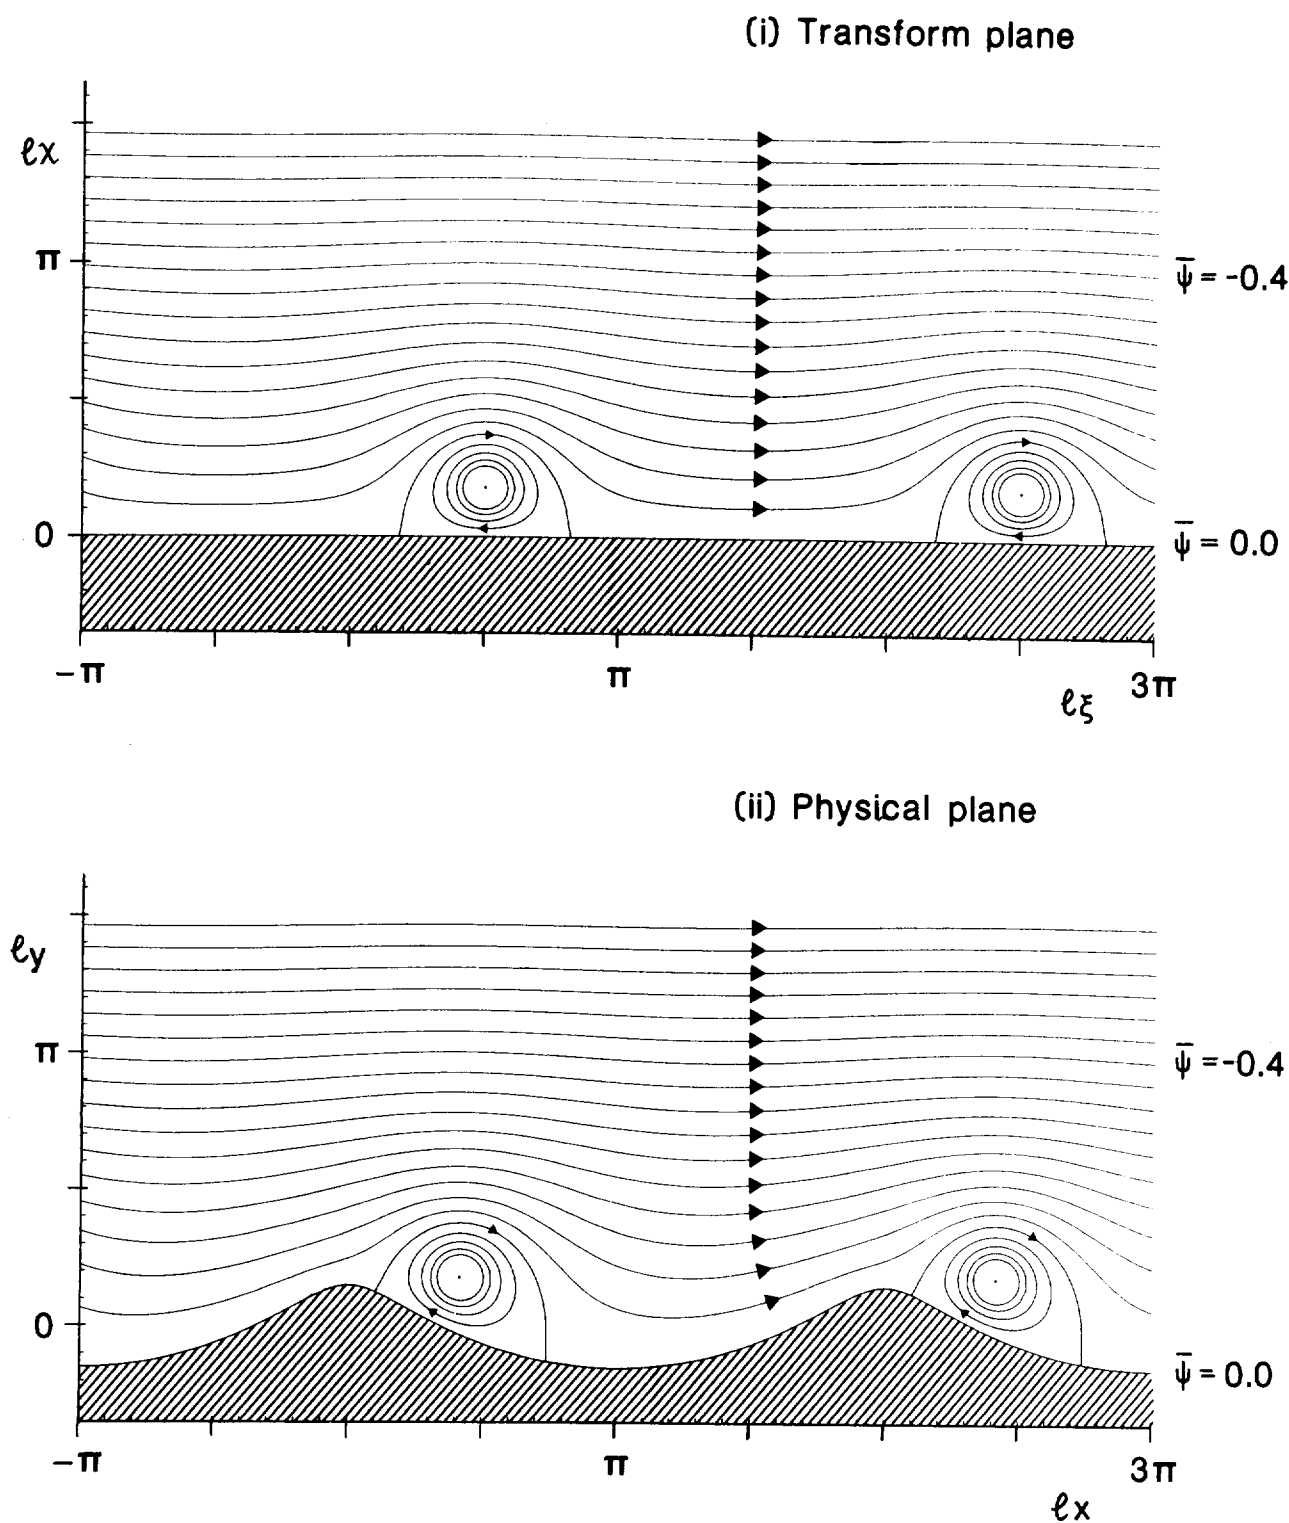 (i) Transform plane
ℓχ
π
ψ̄ = -0.4
0
ψ̄ = 0.0
-π
π
3π
ℓξ
(ii) Physical plane
ℓy
π
ψ̄ = -0.4
0
ψ̄ = 0.0
-π
π
3π
ℓx